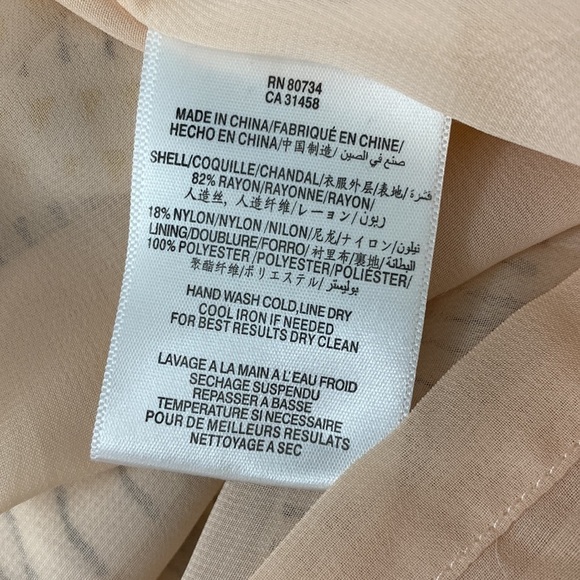 RN 80734
CA 31458
MADE IN CHINA/FABRIQUÉ EN CHINE/
HECHO EN CHINA/中国制造/ صنع في الصين/
SHELL/COQUILLE/CHANDAL/衣服外层/表地/قشرة/
82% RAYON/RAYONNE/RAYON/
人造丝，人造纤维/レーヨン/ ريون/
18% NYLON/NYLON/NILON/尼龙/ナイロン/نيلون/
LINING/DOUBLURE/FORRO/衬里布/裏地/البطانة/
100% POLYESTER/POLYESTER/POLIÉSTER/
聚酯纤维/ポリエステル/بوليستر/
HAND WASH COLD,LINE DRY
COOL IRON IF NEEDED
FOR BEST RESULTS DRY CLEAN
LAVAGE A LA MAIN A L'EAU FROID
SECHAGE SUSPENDU
REPASSER A BASSE
TEMPERATURE SI NECESSAIRE
POUR DE MEILLEURS RESULATS
NETTOYAGE A SEC